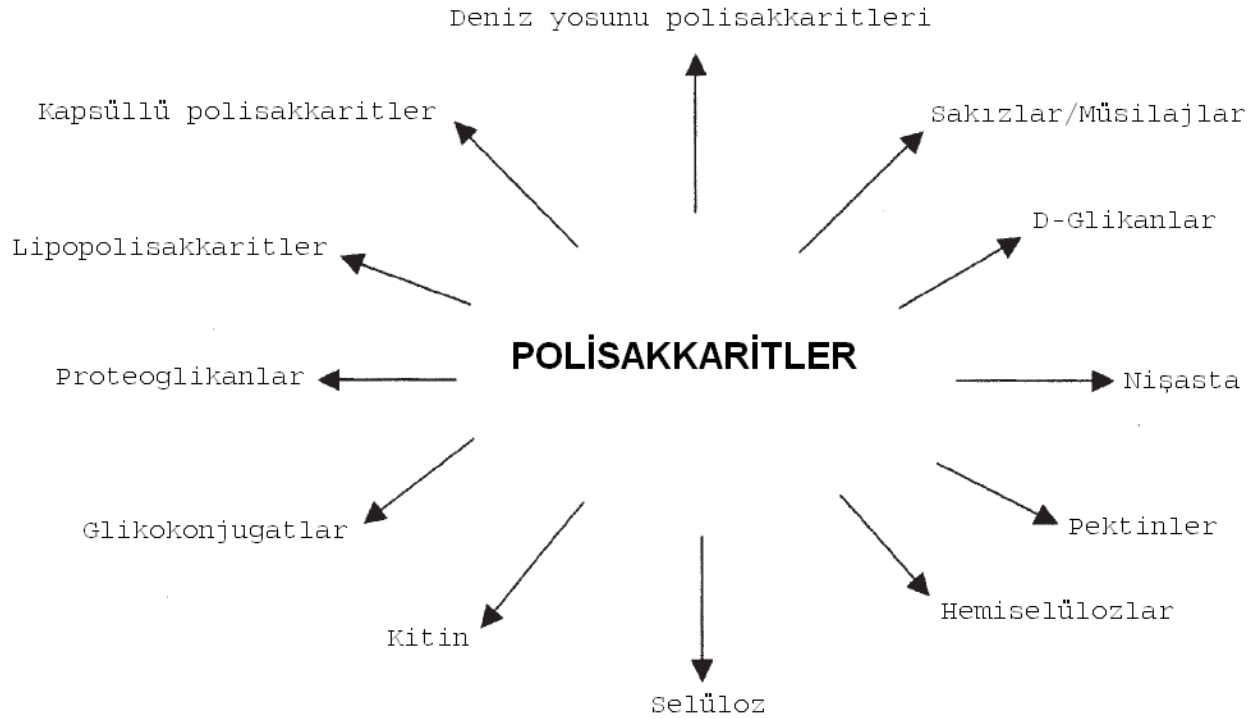 Deniz yosunu polisakkaritleri
Kapsüllü polisakkaritler
Sakızlar/Müsilajlar
D-Glikanlar
Lipopolisakkaritler
POLİSAKKARİTLER
Proteoglikanlar
Nişasta
Glikokonjugatlar
Pektinler
Hemiselülozlar
Kitin
Selüloz